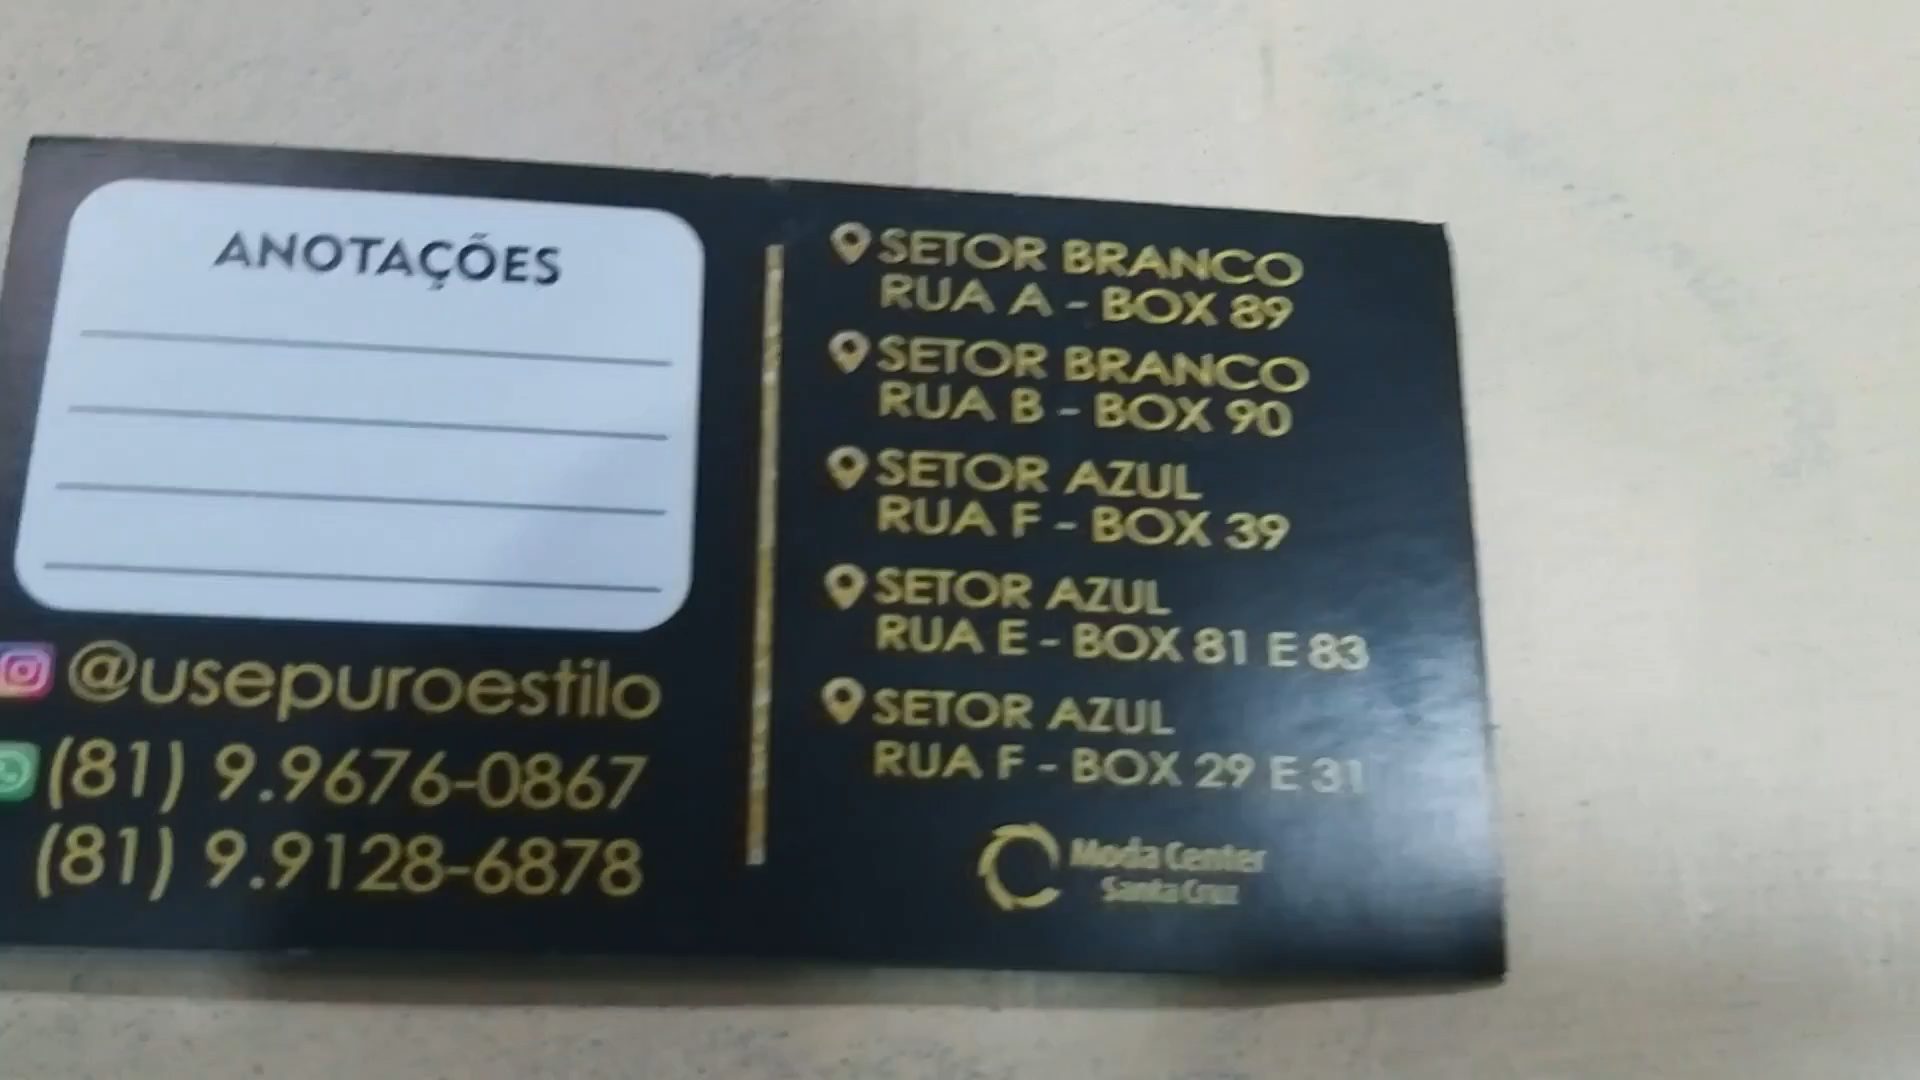 ANOTAÇÕES
@usepuroestilo
(81) 9.9676-0867
(81) 9.9128-6878
SETOR BRANCO
RUA A - BOX 89
SETOR BRANCO
RUA B - BOX 90
SETOR AZUL
RUA F - BOX 39
SETOR AZUL
RUA E - BOX 81 E 83
SETOR AZUL
RUA F - BOX 29 E 31
Moda Center
Santa Cruz